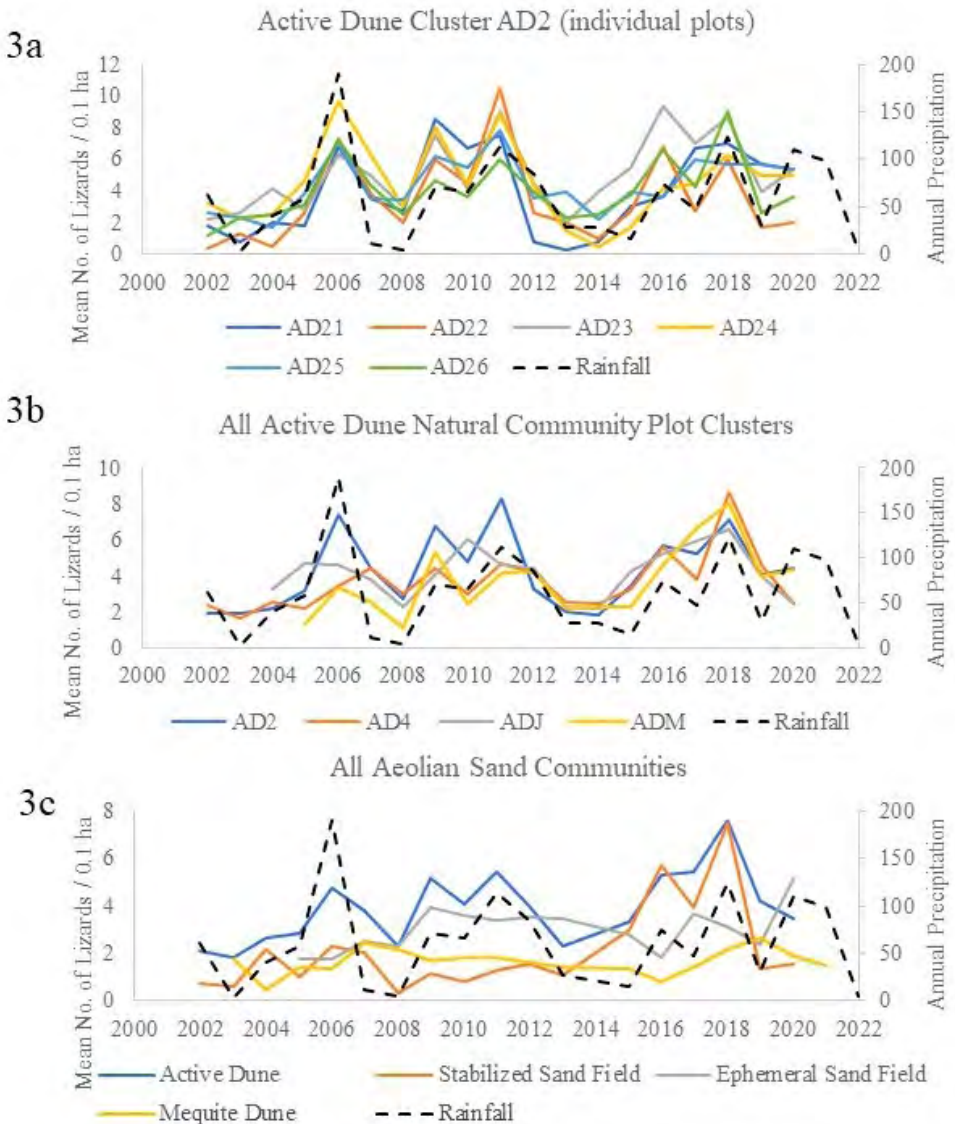 3a
Active Dune Cluster AD2 (individual plots)
Mean No. of Lizards / 0.1 ha
12
10
8
6
4
2
0
200
150
100
50
0
Annual Precipitation
2000 2002 2004 2006 2008 2010 2012 2014 2016 2018 2020 2022
AD21 AD22 AD23 AD24
AD25 AD26 Rainfall
3b
All Active Dune Natural Community Plot Clusters
Mean No. of Lizards / 0.1 ha
10
8
6
4
2
0
200
150
100
50
0
Annual Precipitation
2000 2002 2004 2006 2008 2010 2012 2014 2016 2018 2020 2022
AD2 AD4 ADJ ADM Rainfall
3c
All Aeolian Sand Communities
Mean No. of Lizards / 0.1 ha
8
6
4
2
0
200
150
100
50
0
Annual Precipitation
2000 2002 2004 2006 2008 2010 2012 2014 2016 2018 2020 2022
Active Dune Stabilized Sand Field Ephemeral Sand Field
Mequite Dune Rainfall